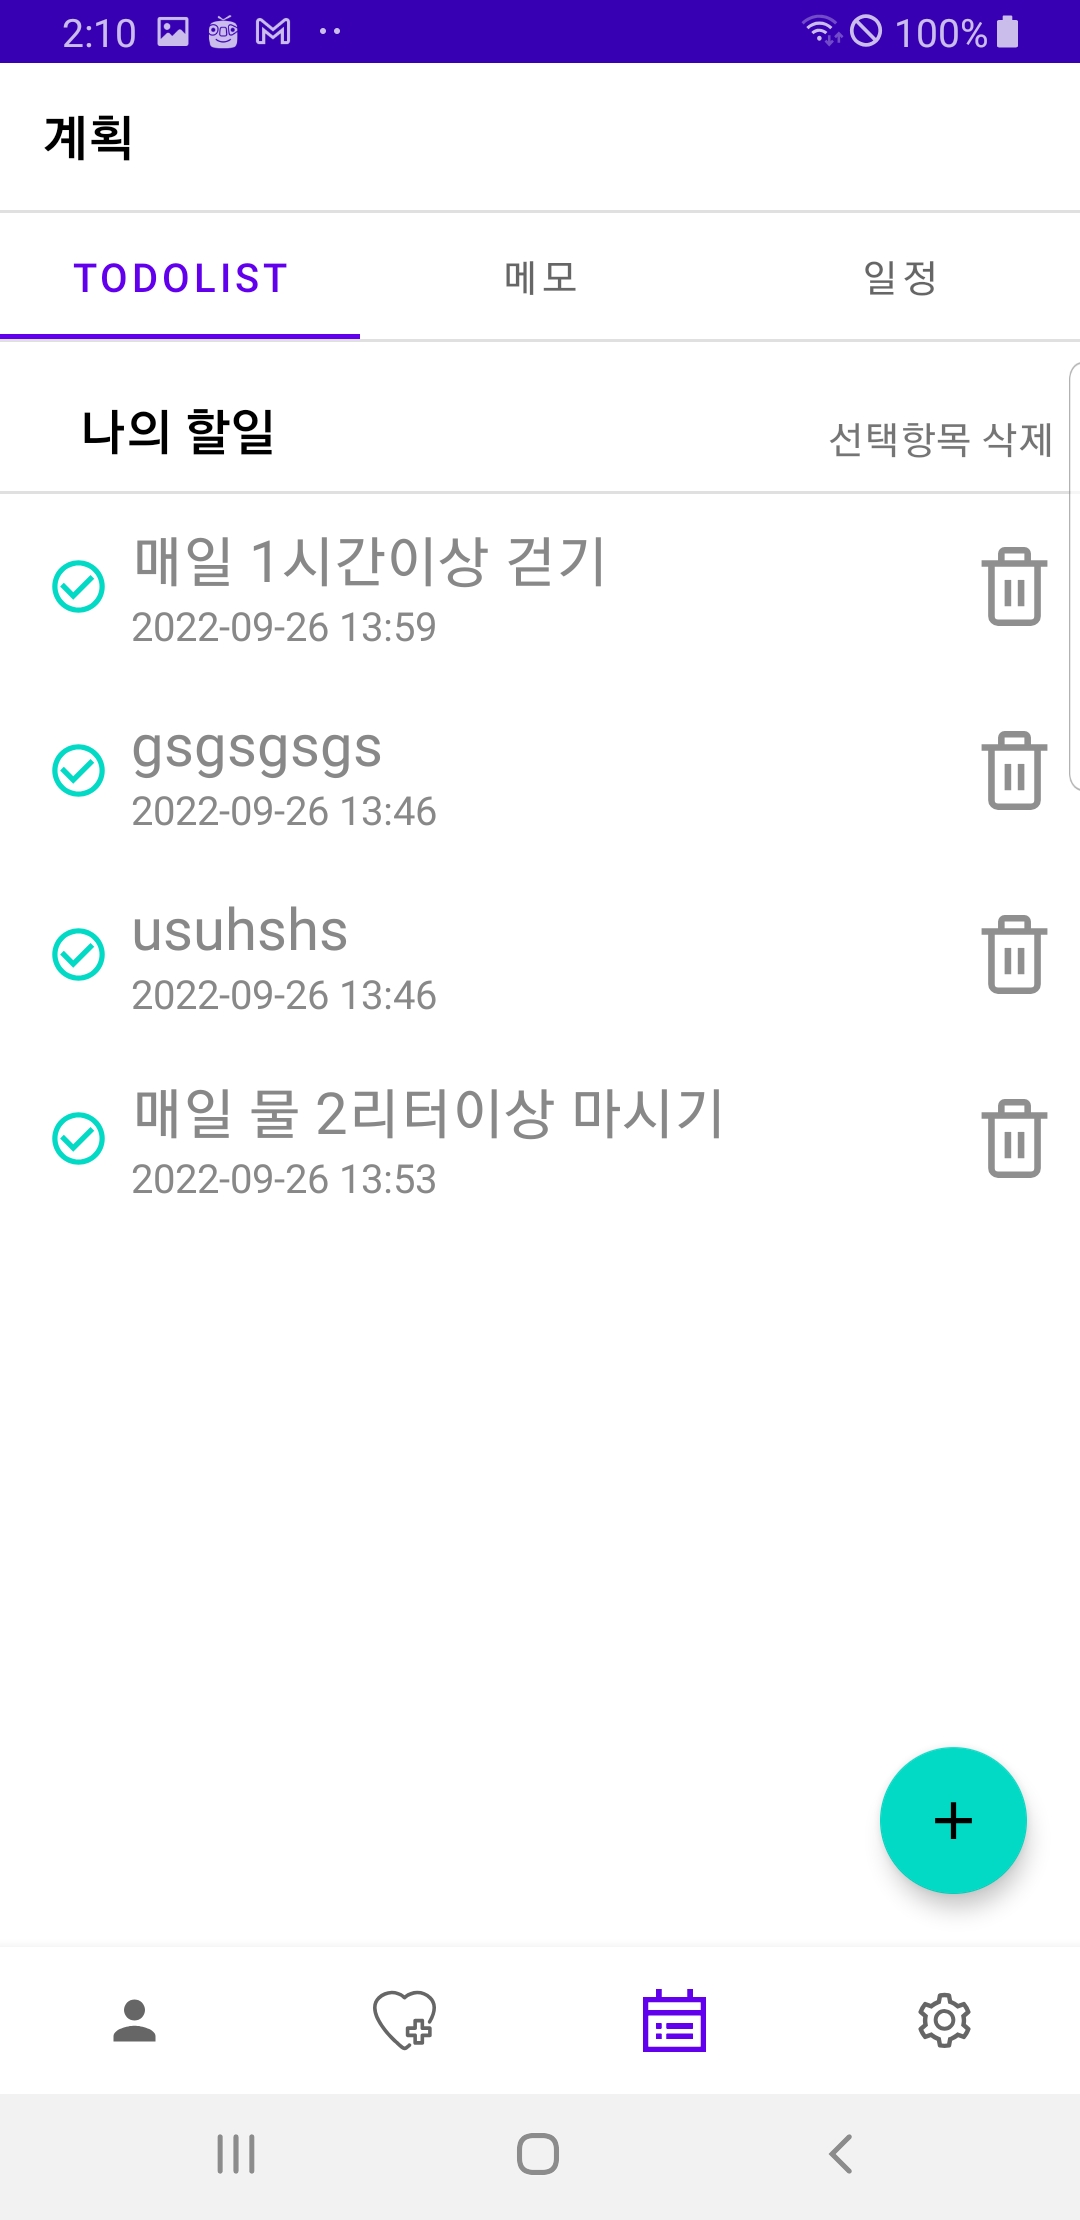 2:10 100%
계획
TODOLIST 메모 일정
나의 할일 선택항목 삭제
매일 1시간이상 걷기
2022-09-26 13:59
gsgsgsgs
2022-09-26 13:46
usuhshs
2022-09-26 13:46
매일 물 2리터이상 마시기
2022-09-26 13:53